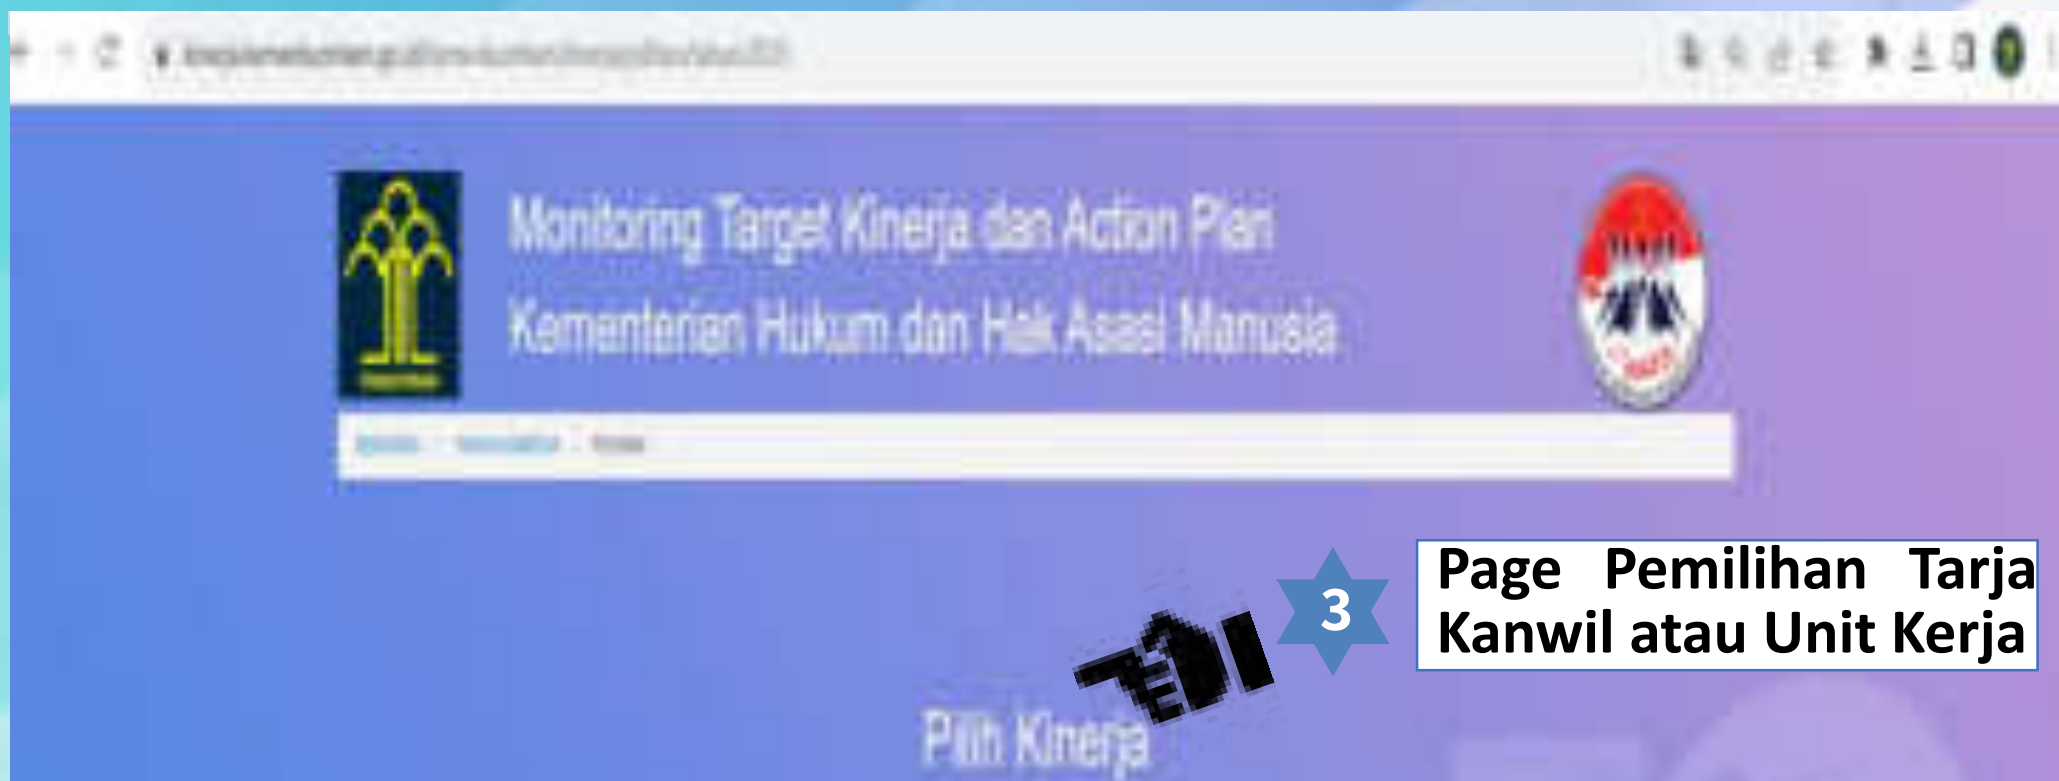 Monitoring Target Kinerja dan Action Plan
Kementerian Hukum dan Hak Asasi Manusia
3
Page Pemilihan Tarja
Kanwil atau Unit Kerja
Pilih Kinerja